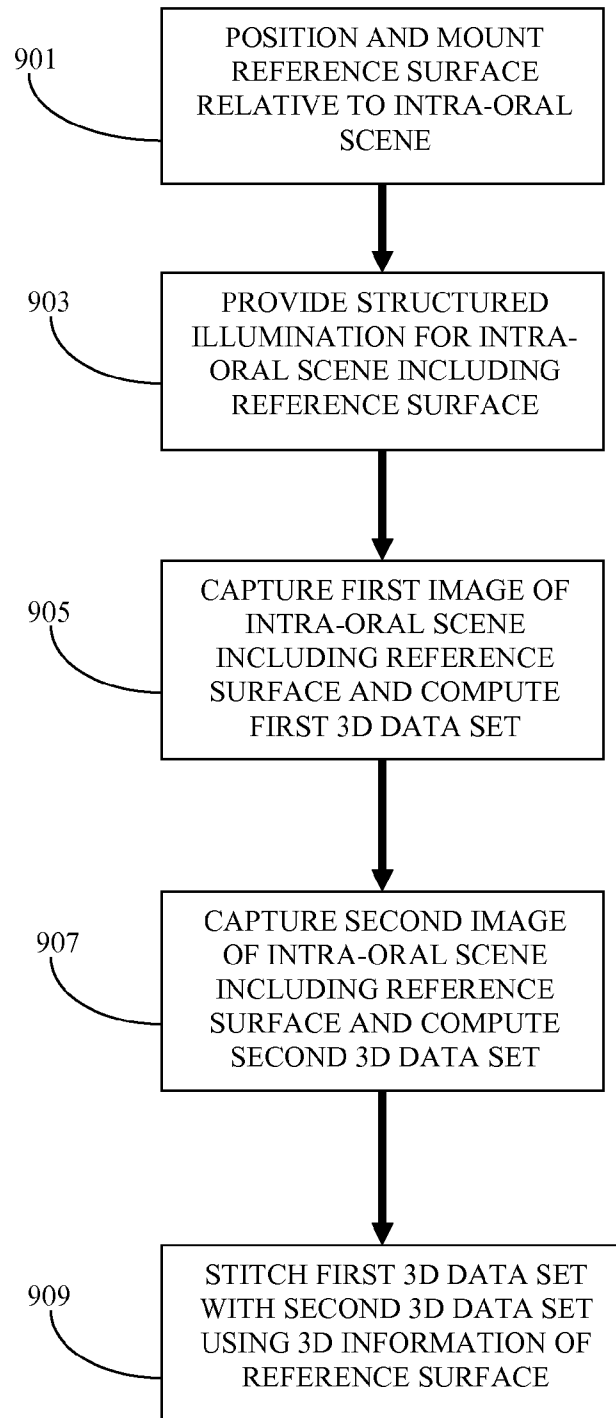 901
POSITION AND MOUNT
REFERENCE SURFACE
RELATIVE TO INTRA-ORAL
SCENE
903
PROVIDE STRUCTURED
ILLUMINATION FOR INTRA-
ORAL SCENE INCLUDING
REFERENCE SURFACE
905
CAPTURE FIRST IMAGE OF
INTRA-ORAL SCENE
INCLUDING REFERENCE
SURFACE AND COMPUTE
FIRST 3D DATA SET
907
CAPTURE SECOND IMAGE
OF INTRA-ORAL SCENE
INCLUDING REFERENCE
SURFACE AND COMPUTE
SECOND 3D DATA SET
909
STITCH FIRST 3D DATA SET
WITH SECOND 3D DATA SET
USING 3D INFORMATION OF
REFERENCE SURFACE